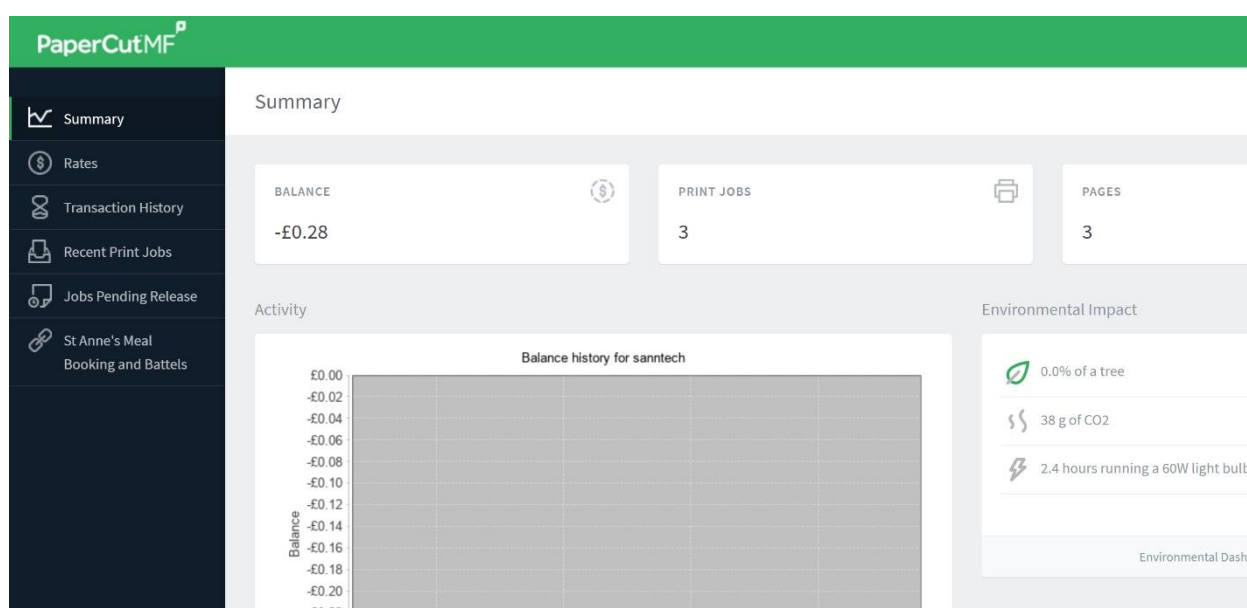 PaperCutMF
Summary
Rates
Transaction History
Recent Print Jobs
Jobs Pending Release
St Anne's Meal
Booking and Battels
Summary
BALANCE
-£0.28
PRINT JOBS
3
PAGES
3
Activity
Balance history for sanntech
£0.00
-£0.02
-£0.04
-£0.06
-£0.08
-£0.10
-£0.12
-£0.14
-£0.16
-£0.18
-£0.20
Balance
Environmental Impact
0.0% of a tree
38 g of CO2
2.4 hours running a 60W light bulb
Environmental Dash